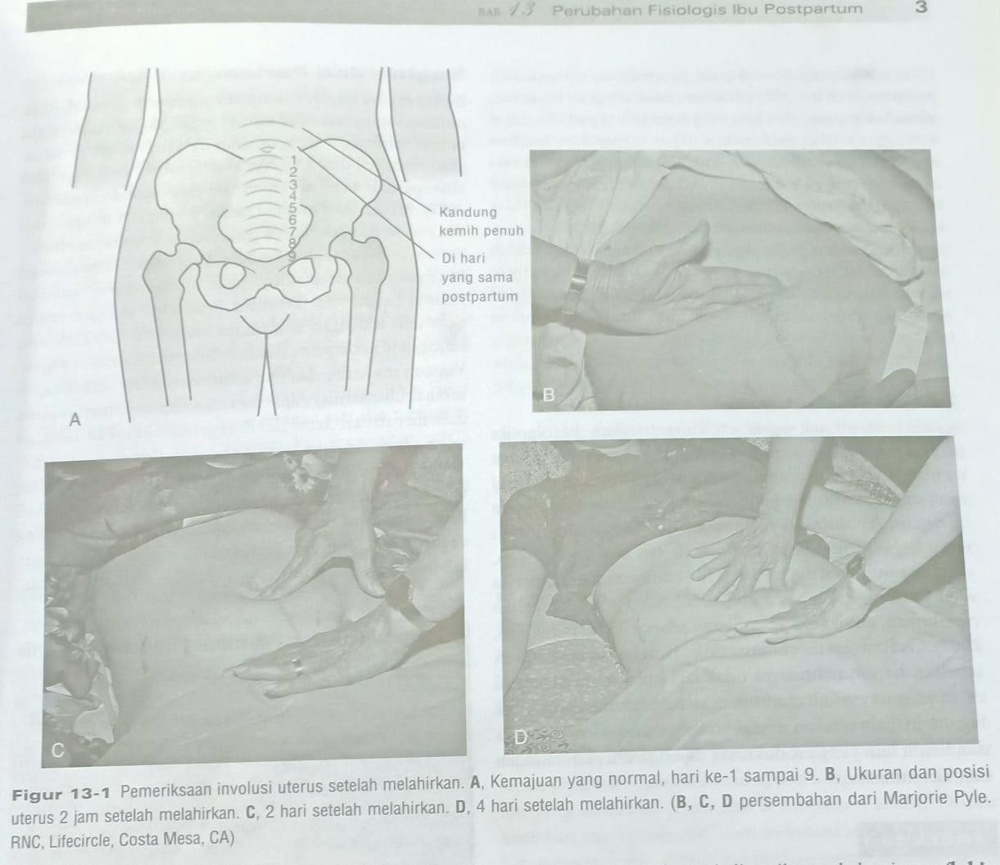 BAB 13 Perubahan Fisiologis Ibu Postpartum 3
1
2
3
4
5
6
7
8
9
Kandung
kemih penuh
Di hari
yang sama
postpartum
A
B
C
D
Figur 13-1 Pemeriksaan involusi uterus setelah melahirkan. A, Kemajuan yang normal, hari ke-1 sampai 9. B, Ukuran dan posisi
uterus 2 jam setelah melahirkan. C, 2 hari setelah melahirkan. D, 4 hari setelah melahirkan. (B, C, D persembahan dari Marjorie Pyle.
RNC, Lifecircle, Costa Mesa, CA)